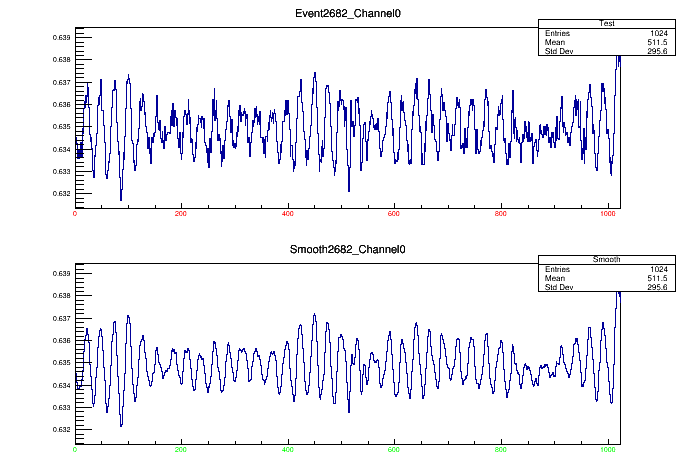 Event2682_Channel0
Test
Entries 1024
Mean 511.5
Std Dev 295.6
0.639
0.638
0.637
0.636
0.635
0.634
0.633
0.632
0 200 400 600 800 1000
Smooth2682_Channel0
Smooth
Entries 1024
Mean 511.5
Std Dev 295.6
0.639
0.638
0.637
0.636
0.635
0.634
0.633
0.632
0 200 400 600 800 1000